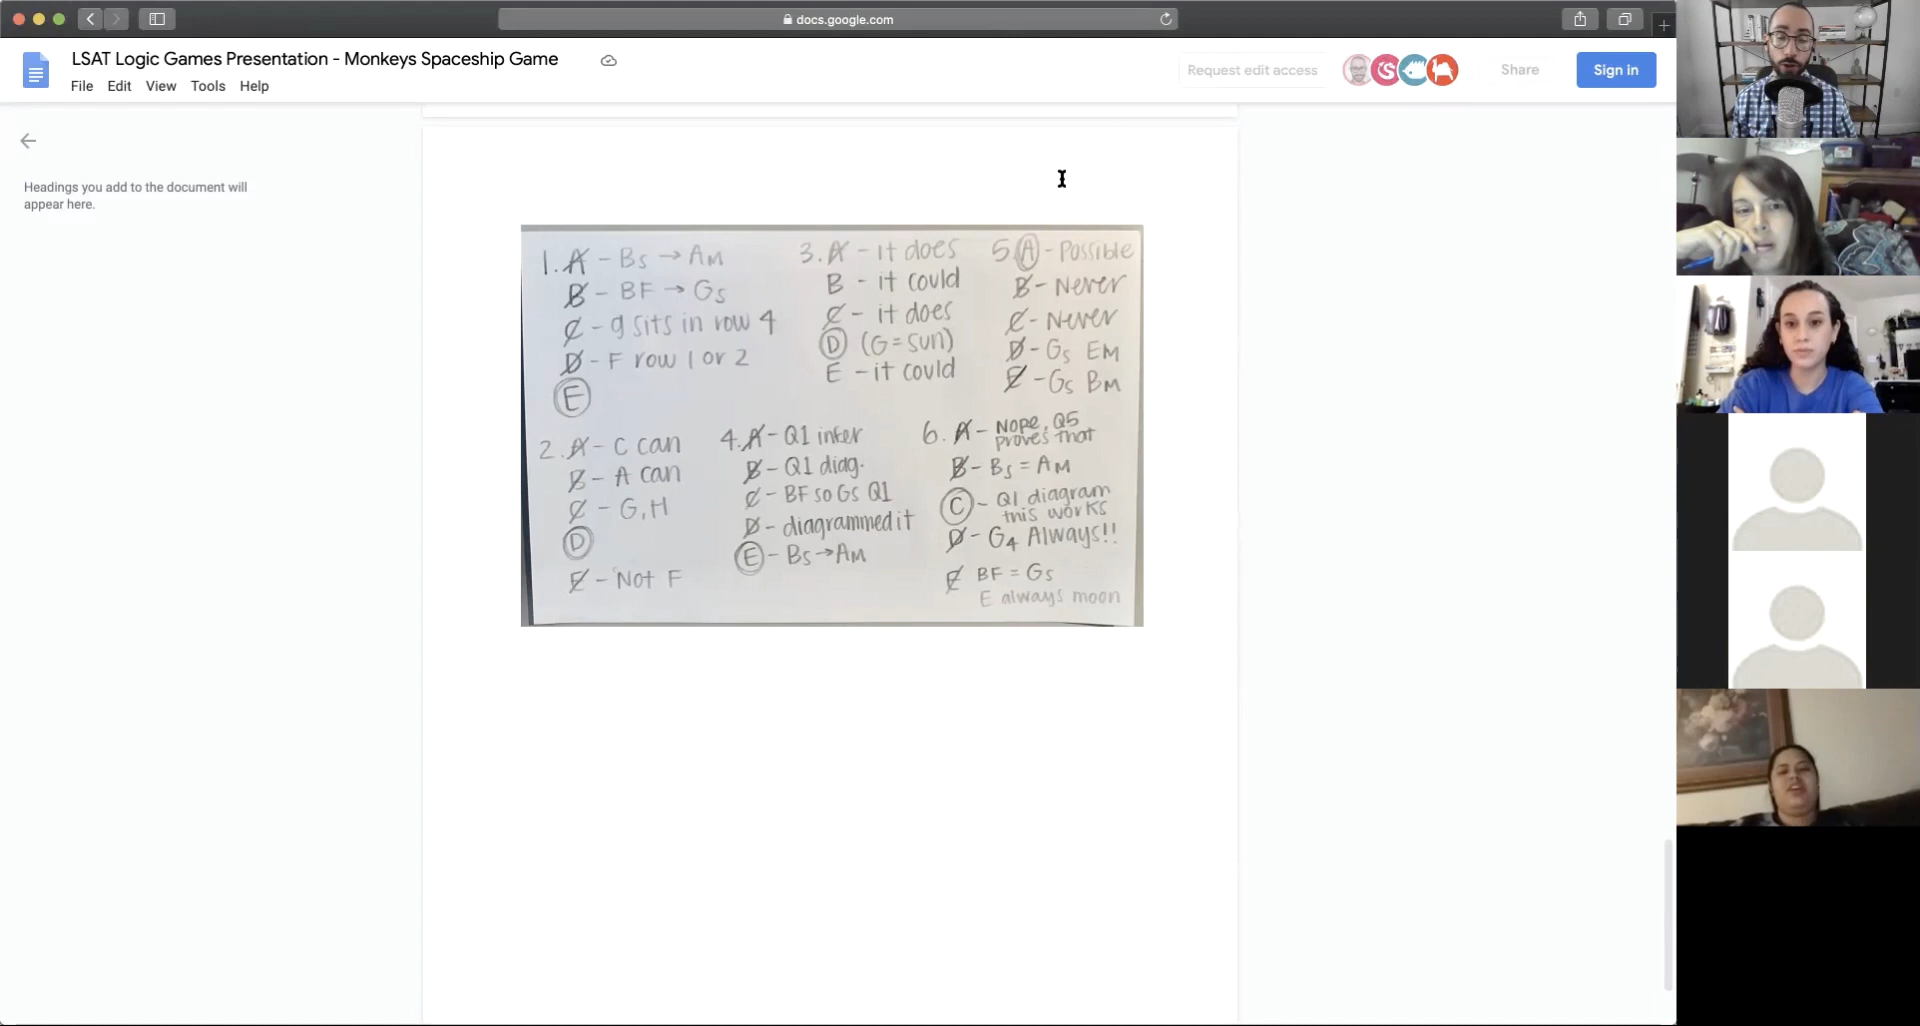 docs.google.com
LSAT Logic Games Presentation - Monkeys Spaceship Game
Request edit access
Share
Sign in
File Edit View Tools Help
Headings you add to the document will
appear here.
1. A - Bs → Am
B - BF → Gs
C - g sits in row 4
D - F row 1 or 2
E
2. A - C can
B - A can
C - G, H
D
E - Not F
3. A - it does
B - it could
C - it does
D (G = sun)
E - it could
4. A - Q1 inter
B - Q1 diag.
C - BF so Gs Q1
D - diagrammed it
E - Bs → Am
5. A - Possible
B - Never
C - Never
D - Gs Em
E - Gs Bm
6. A - Nope, Q5
proves that
B - Bs = Am
C - Q1 diagram
this works
D - G4 Always!!
E BF = Gs
E always moon